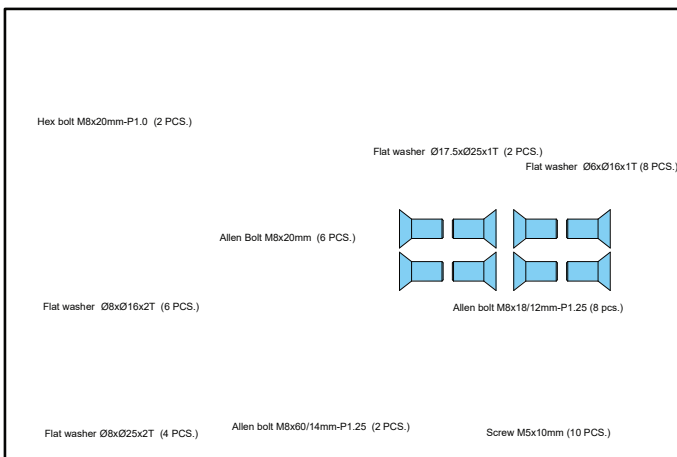 Hex bolt M8x20mm-P1.0  (2 PCS.)
Flat washer  Ø17.5xØ25x1T (2 PCS.)
Flat washer  Ø6xØ16x1T (8 PCS.)
Allen Bolt M8x20mm  (6 PCS.)
Flat washer  Ø8xØ16x2T  (6 PCS.)
Allen bolt M8x18/12mm-P1.25 (8 pcs.)
Flat washer Ø8xØ25x2T  (4 PCS.)
Allen bolt M8x60/14mm-P1.25  (2 PCS.)
Screw M5x10mm (10 PCS.)